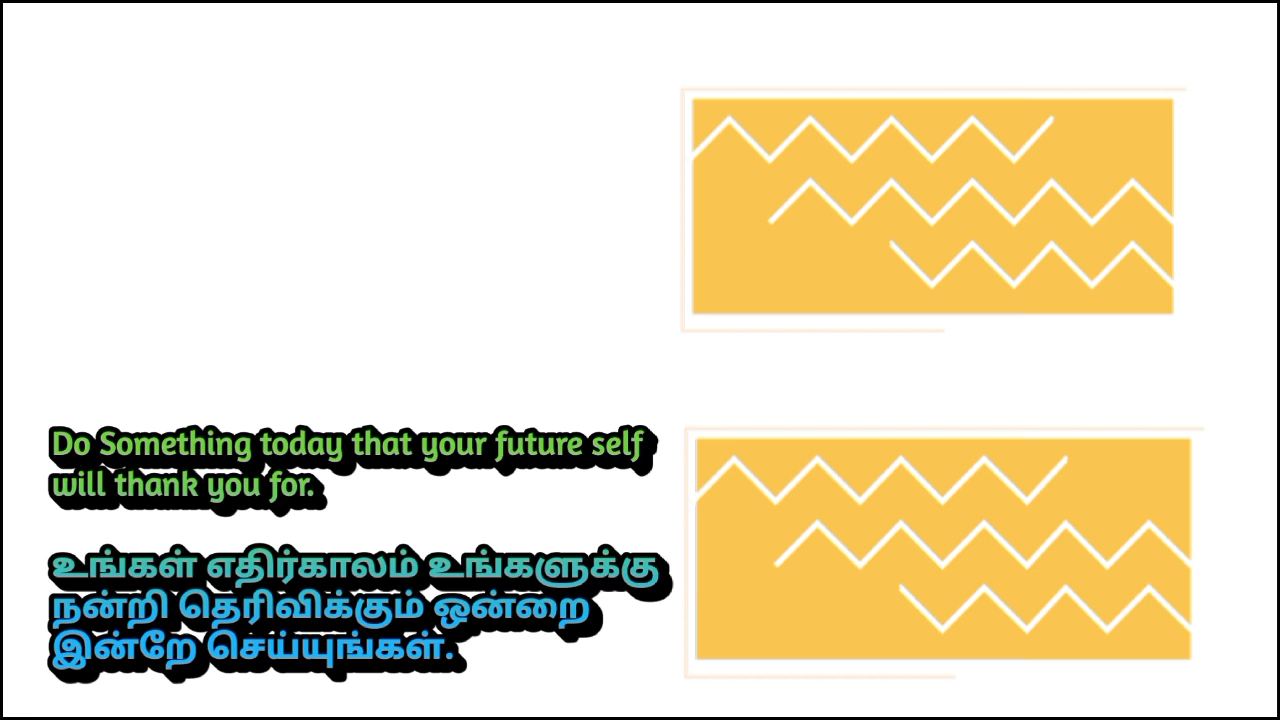 Do Something today that your future self
will thank you for.
உங்கள் எதிர்காலம் உங்களுக்கு
நன்றி தெரிவிக்கும் ஒன்றை
இன்றே செய்யுங்கள்.